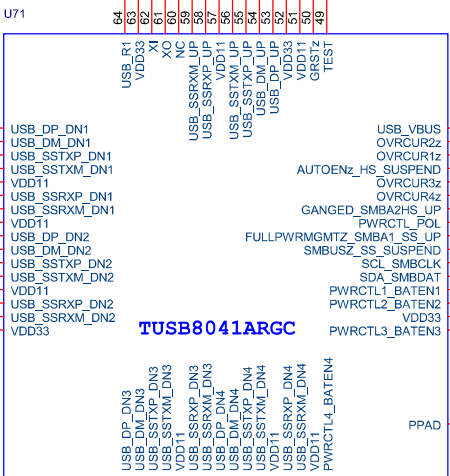 U71
64 63 62 61 60 59 58 57 56 55 54 53 52 51 50 49
USB_R1
VDD33
XI
XO
NC
USB_SSRXM_UP
USB_SSRXP_UP
VDD11
USB_SSTXM_UP
USB_SSTXP_UP
USB_DM_UP
USB_DP_UP
VDD33
VDD11
GRSTz
TEST
USB_DP_DN1
USB_DM_DN1
USB_SSTXP_DN1
USB_SSTXM_DN1
VDD11
USB_SSRXP_DN1
USB_SSRXM_DN1
VDD11
USB_DP_DN2
USB_DM_DN2
USB_SSTXP_DN2
USB_SSTXM_DN2
VDD11
USB_SSRXP_DN2
USB_SSRXM_DN2
VDD33
USB_VBUS
OVRCUR2z
OVRCUR1z
AUTOENz_HS_SUSPEND
OVRCUR3z
OVRCUR4z
GANGED_SMBA2HS_UP
PWRCTL_POL
FULLPWRMGMTZ_SMBA1_SS_UP
SMBUSZ_SS_SUSPEND
SCL_SMBCLK
SDA_SMBDAT
PWRCTL1_BATEN1
PWRCTL2_BATEN2
VDD33
PWRCTL3_BATEN3
TUSB8041ARGC
USB_DP_DN3
USB_DM_DN3
USB_SSTXP_DN3
USB_SSTXM_DN3
VDD11
USB_SSRXP_DN3
USB_SSRXM_DN3
USB_DP_DN4
USB_DM_DN4
USB_SSTXP_DN4
USB_SSTXM_DN4
VDD11
USB_SSRXP_DN4
USB_SSRXM_DN4
VDD11
PWRCTL4_BATEN4
PPAD